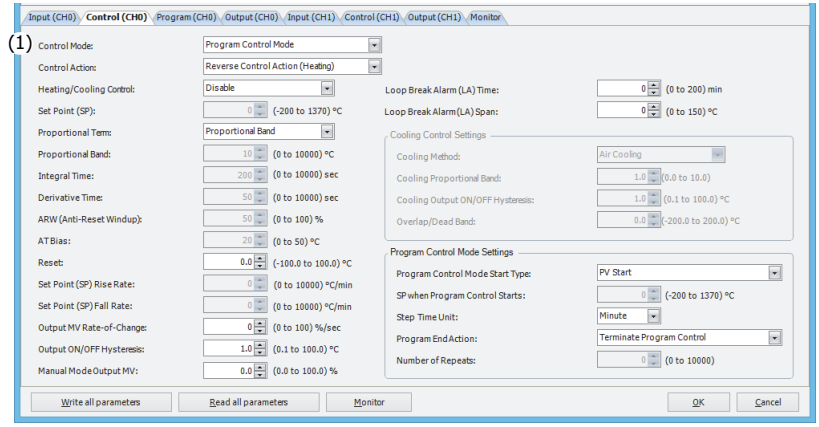 Input (CH0) Control (CH0) Program (CH0) Output (CH0) Input (CH1) Control (CH1) Output (CH1) Monitor
(1)
Control Mode: Program Control Mode
Control Action: Reverse Control Action (Heating)
Heating/Cooling Control: Disable
Set Point (SP): 0 (-200 to 1370) °C
Proportional Term: Proportional Band
Proportional Band: 10 (0 to 10000) °C
Integral Time: 200 (0 to 10000) sec
Derivative Time: 50 (0 to 10000) sec
ARW (Anti-Reset Windup): 50 (0 to 100) %
AT Bias: 20 (0 to 50) °C
Reset: 0.0 (-100.0 to 100.0) °C
Set Point (SP) Rise Rate: 0 (0 to 10000) °C/min
Set Point (SP) Fall Rate: 0 (0 to 10000) °C/min
Output MV Rate-of-Change: 0 (0 to 100) %/sec
Output ON/OFF Hysteresis: 1.0 (0.1 to 100.0) °C
Manual Mode Output MV: 0.0 (0.0 to 100.0) %
Loop Break Alarm (LA) Time: 0 (0 to 200) min
Loop Break Alarm (LA) Span: 0 (0 to 150) °C
Cooling Control Settings
Cooling Method: Air Cooling
Cooling Proportional Band: 1.0 (0.0 to 10.0)
Cooling Output ON/OFF Hysteresis: 1.0 (0.1 to 100.0) °C
Overlap/Dead Band: 0.0 (-200.0 to 200.0) °C
Program Control Mode Settings
Program Control Mode Start Type: PV Start
SP when Program Control Starts: 0 (-200 to 1370) °C
Step Time Unit: Minute
Program End Action: Terminate Program Control
Number of Repeats: 0 (0 to 10000)
Write all parameters Read all parameters Monitor OK Cancel